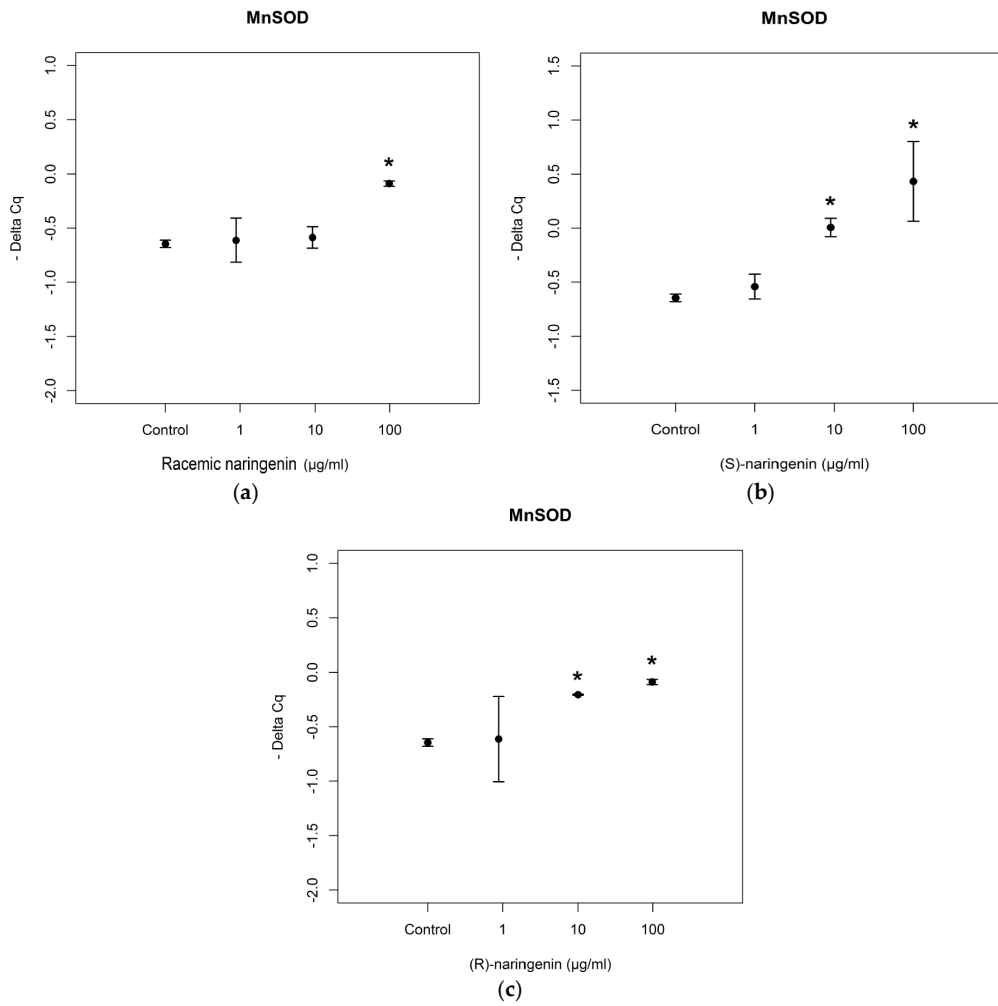 MnSOD
- Delta Cq
1.0
0.5
0.0
-0.5
-1.0
-1.5
-2.0
*
Control 1 10 100
Racemic naringenin (µg/ml)
(a)
MnSOD
- Delta Cq
1.5
1.0
0.5
0.0
-0.5
-1.0
-1.5
* *
Control 1 10 100
(S)-naringenin (µg/ml)
(b)
MnSOD
- Delta Cq
1.0
0.5
0.0
-0.5
-1.0
-1.5
-2.0
* *
Control 1 10 100
(R)-naringenin (µg/ml)
(c)